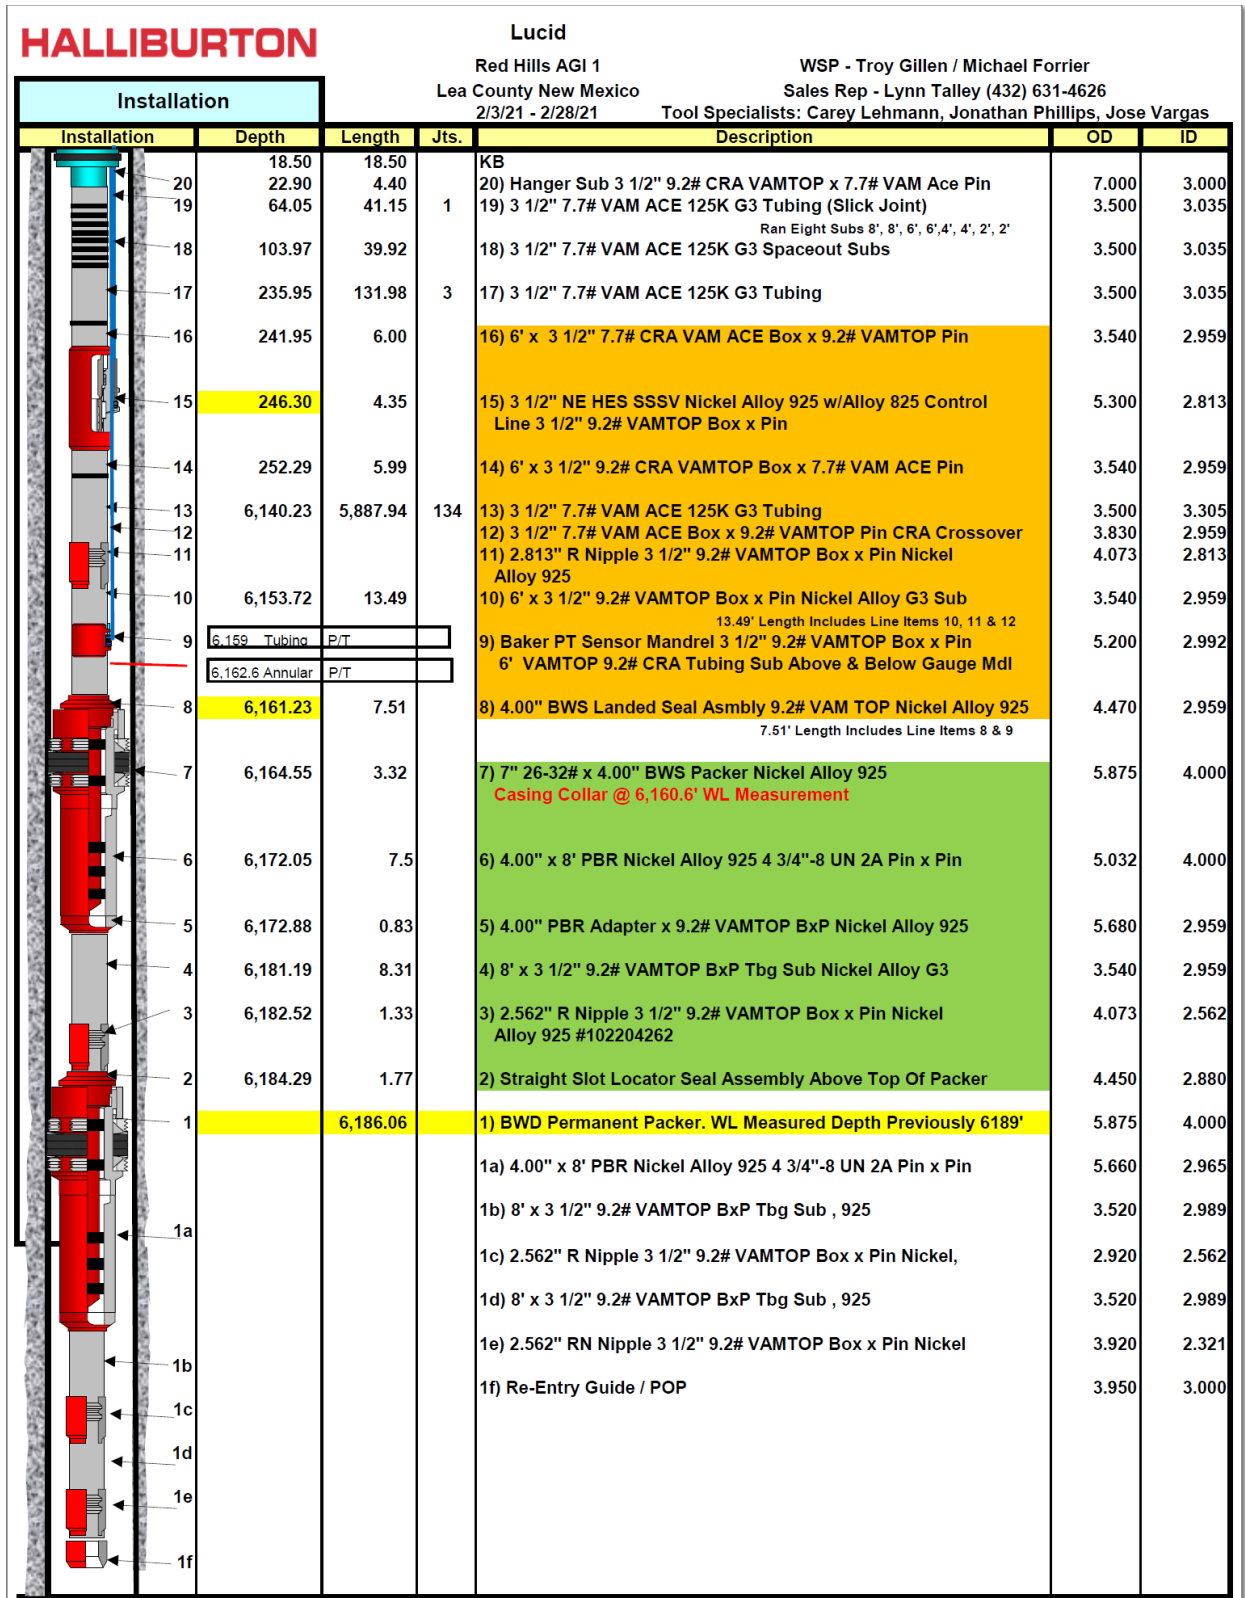 HALLIBURTON
Lucid
Red Hills AGI 1 WSP - Troy Gillen / Michael Forrier
Installation Lea County New Mexico Sales Rep - Lynn Talley (432) 631-4626
2/3/21 - 2/28/21 Tool Specialists: Carey Lehmann, Jonathan Phillips, Jose Vargas
Installation Depth Length Jts. Description OD ID
18.50 18.50 KB
20 22.90 4.40 20) Hanger Sub 3 1/2" 9.2# CRA VAMTOP x 7.7# VAM Ace Pin 7.000 3.000
19 64.05 41.15 1 19) 3 1/2" 7.7# VAM ACE 125K G3 Tubing (Slick Joint) 3.500 3.035
Ran Eight Subs 8', 8', 6', 6',4', 4', 2', 2'
18 103.97 39.92 18) 3 1/2" 7.7# VAM ACE 125K G3 Spaceout Subs 3.500 3.035
17 235.95 131.98 3 17) 3 1/2" 7.7# VAM ACE 125K G3 Tubing 3.500 3.035
16 241.95 6.00 16) 6' x 3 1/2" 7.7# CRA VAM ACE Box x 9.2# VAMTOP Pin 3.540 2.959
15 246.30 4.35 15) 3 1/2" NE HES SSSV Nickel Alloy 925 w/Alloy 825 Control 5.300 2.813
Line 3 1/2" 9.2# VAMTOP Box x Pin
14 252.29 5.99 14) 6' x 3 1/2" 9.2# CRA VAMTOP Box x 7.7# VAM ACE Pin 3.540 2.959
13 6,140.23 5,887.94 134 13) 3 1/2" 7.7# VAM ACE 125K G3 Tubing 3.500 3.305
12 12) 3 1/2" 7.7# VAM ACE Box x 9.2# VAMTOP Pin CRA Crossover 3.830 2.959
11 11) 2.813" R Nipple 3 1/2" 9.2# VAMTOP Box x Pin Nickel 4.073 2.813
Alloy 925
10 6,153.72 13.49 10) 6' x 3 1/2" 9.2# VAMTOP Box x Pin Nickel Alloy G3 Sub 3.540 2.959
13.49' Length Includes Line Items 10, 11 & 12
9 6,159 Tubing P/T 9) Baker PT Sensor Mandrel 3 1/2" 9.2# VAMTOP Box x Pin 5.200 2.992
6' VAMTOP 9.2# CRA Tubing Sub Above & Below Gauge Mdl
6,162.6 Annular P/T
8 6,161.23 7.51 8) 4.00" BWS Landed Seal Asmbly 9.2# VAM TOP Nickel Alloy 925 4.470 2.959
7.51' Length Includes Line Items 8 & 9
7 6,164.55 3.32 7) 7" 26-32# x 4.00" BWS Packer Nickel Alloy 925 5.875 4.000
Casing Collar @ 6,160.6' WL Measurement
6 6,172.05 7.5 6) 4.00" x 8' PBR Nickel Alloy 925 4 3/4"-8 UN 2A Pin x Pin 5.032 4.000
5 6,172.88 0.83 5) 4.00" PBR Adapter x 9.2# VAMTOP BxP Nickel Alloy 925 5.680 2.959
4 6,181.19 8.31 4) 8' x 3 1/2" 9.2# VAMTOP BxP Tbg Sub Nickel Alloy G3 3.540 2.959
3 6,182.52 1.33 3) 2.562" R Nipple 3 1/2" 9.2# VAMTOP Box x Pin Nickel 4.073 2.562
Alloy 925 #102204262
2 6,184.29 1.77 2) Straight Slot Locator Seal Assembly Above Top Of Packer 4.450 2.880
1 6,186.06 1) BWD Permanent Packer. WL Measured Depth Previously 6189' 5.875 4.000
1a) 4.00" x 8' PBR Nickel Alloy 925 4 3/4"-8 UN 2A Pin x Pin 5.660 2.965
1b) 8' x 3 1/2" 9.2# VAMTOP BxP Tbg Sub , 925 3.520 2.989
1a
1c) 2.562" R Nipple 3 1/2" 9.2# VAMTOP Box x Pin Nickel, 2.920 2.562
1d) 8' x 3 1/2" 9.2# VAMTOP BxP Tbg Sub , 925 3.520 2.989
1e) 2.562" RN Nipple 3 1/2" 9.2# VAMTOP Box x Pin Nickel 3.920 2.321
1b
1f) Re-Entry Guide / POP 3.950 3.000
1c
1d
1e
1f